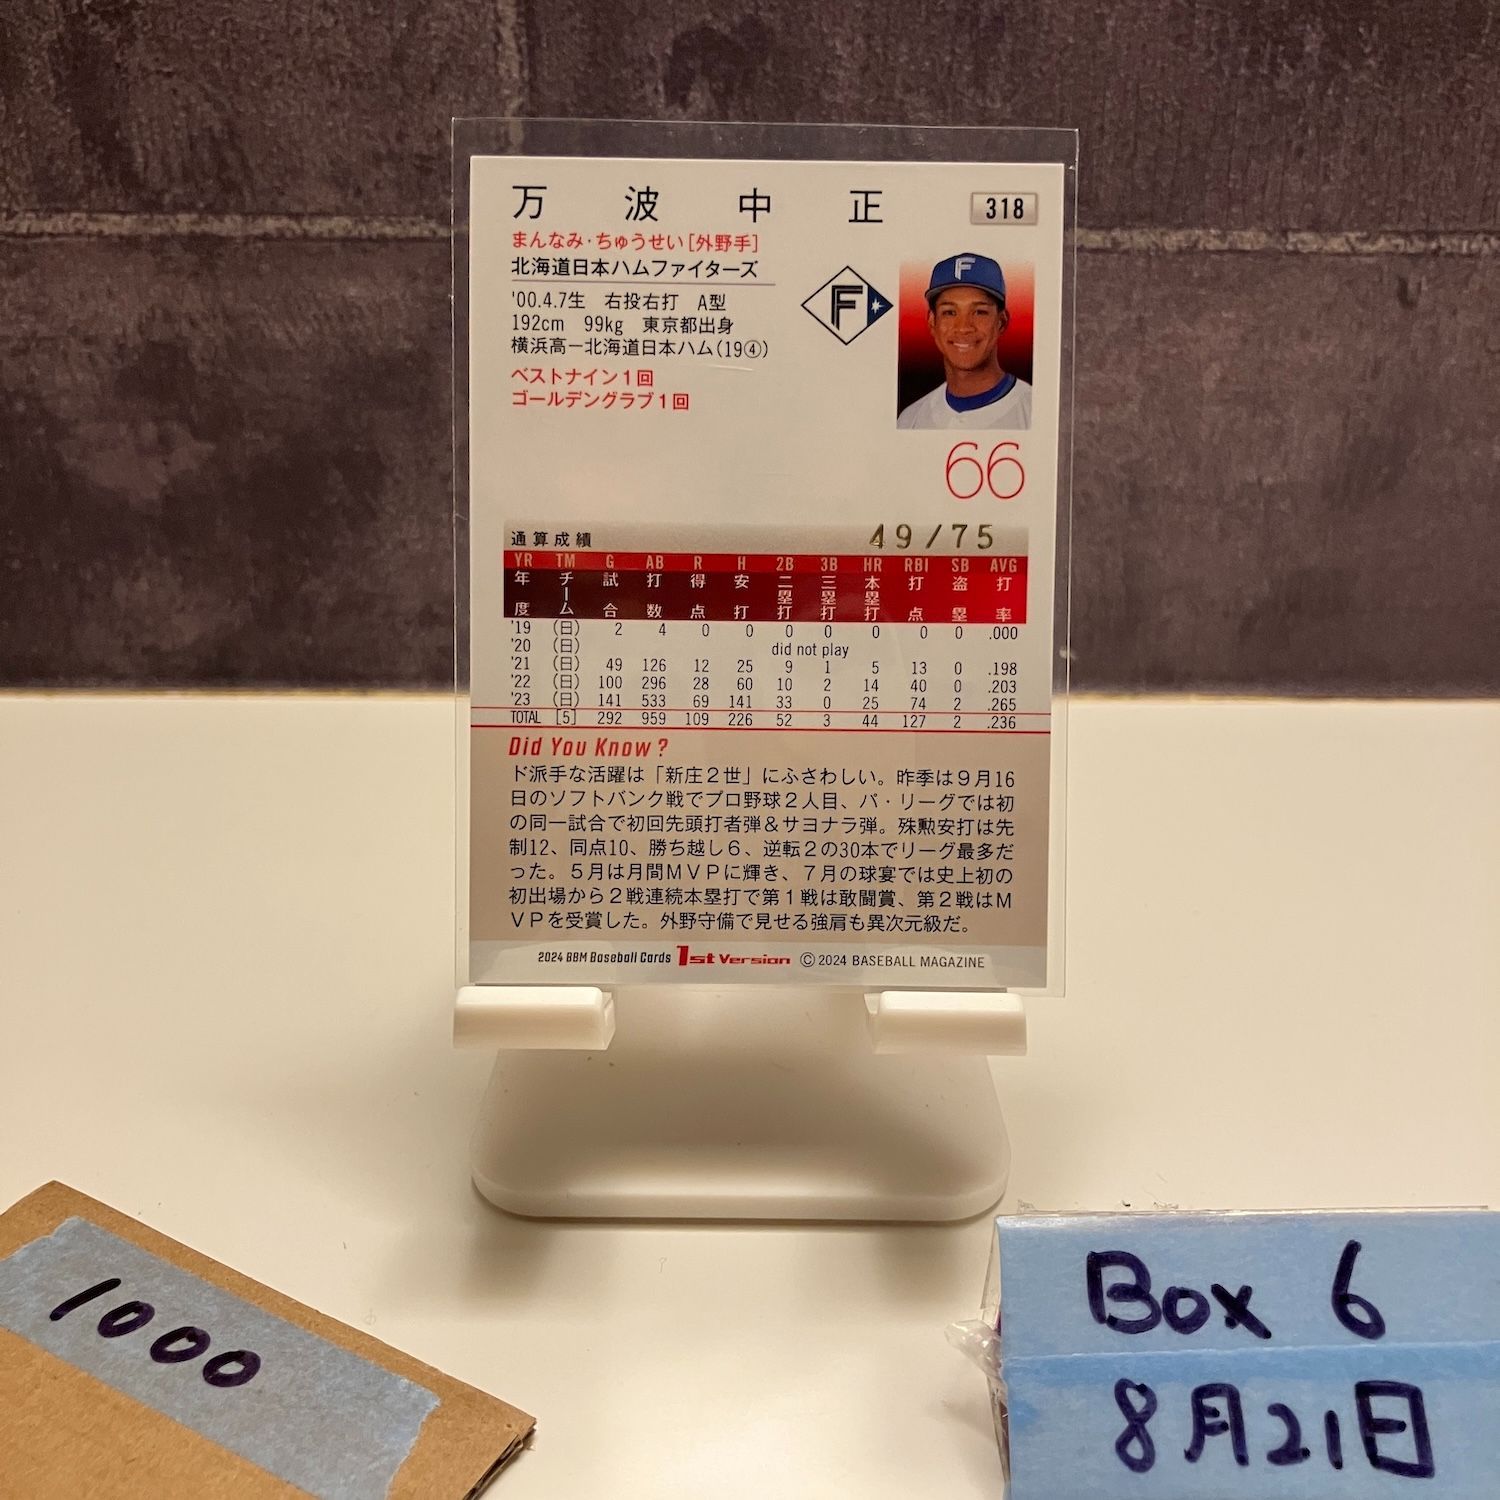 万波中正
318
まんなみ・ちゅうせい［外野手］
北海道日本ハムファイターズ
'00.4.7生 右投右打 A型
192cm 99kg 東京都出身
横浜高ー北海道日本ハム(19④)
ベストナイン1回
ゴールデングラブ1回
F
F
66
通算成績 49/75
YR TM G AB R H 2B 3B HR RBI SB AVG
年度 チーム 試合 打数 得点 安打 二塁打 三塁打 本塁打 打点 盗塁 打率
'19 (日) 2 4 0 0 0 0 0 0 0 .000
'20 (日) did not play
'21 (日) 49 126 12 25 9 1 5 13 0 .198
'22 (日) 100 296 28 60 10 2 14 40 0 .203
'23 (日) 141 533 69 141 33 0 25 74 2 .265
TOTAL [5] 292 959 109 226 52 3 44 127 2 .236
Did You Know?
ド派手な活躍は「新庄２世」にふさわしい。昨季は９月16
日のソフトバンク戦でプロ野球２人目、パ・リーグでは初
の同一試合で初回先頭打者弾＆サヨナラ弾。殊勲安打は先
制12、同点10、勝ち越し６、逆転２の30本でリーグ最多だ
った。５月は月間ＭＶＰに輝き、７月の球宴では史上初の
初出場から２戦連続本塁打で第１戦は敢闘賞、第２戦はＭ
ＶＰを受賞した。外野守備で見せる強肩も異次元級だ。
2024 BBM Baseball Cards 1st Version ©2024 BASEBALL MAGAZINE
1000
Box 6
8月21日